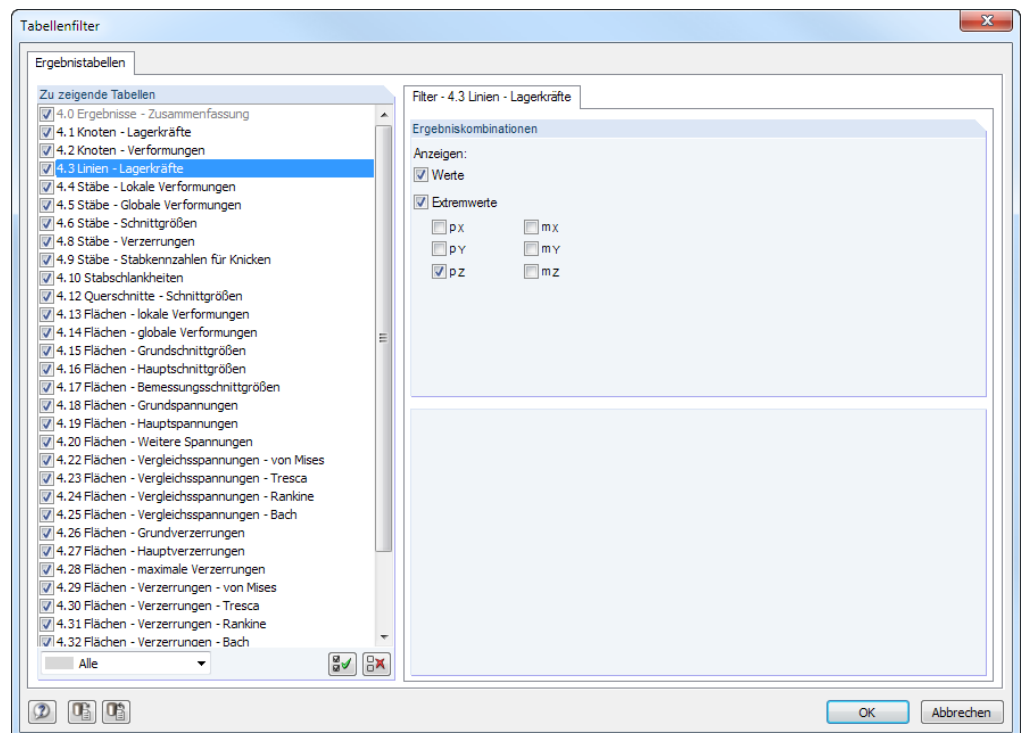 Tabellenfilter
Ergebnistabellen
Zu zeigende Tabellen
4.0 Ergebnisse - Zusammenfassung
4.1 Knoten - Lagerkräfte
4.2 Knoten - Verformungen
4.3 Linien - Lagerkräfte
4.4 Stäbe - Lokale Verformungen
4.5 Stäbe - Globale Verformungen
4.6 Stäbe - Schnittgrößen
4.8 Stäbe - Verzerrungen
4.9 Stäbe - Stabkennzahlen für Knicken
4.10 Stabschlankheiten
4.12 Querschnitte - Schnittgrößen
4.13 Flächen - lokale Verformungen
4.14 Flächen - globale Verformungen
4.15 Flächen - Grundschnittgrößen
4.16 Flächen - Hauptschnittgrößen
4.17 Flächen - Bemessungsschnittgrößen
4.18 Flächen - Grundspannungen
4.19 Flächen - Hauptspannungen
4.20 Flächen - Weitere Spannungen
4.22 Flächen - Vergleichsspannungen - von Mises
4.23 Flächen - Vergleichsspannungen - Tresca
4.24 Flächen - Vergleichsspannungen - Rankine
4.25 Flächen - Vergleichsspannungen - Bach
4.26 Flächen - Grundverzerrungen
4.27 Flächen - Hauptverzerrungen
4.28 Flächen - maximale Verzerrungen
4.29 Flächen - Verzerrungen - von Mises
4.30 Flächen - Verzerrungen - Tresca
4.31 Flächen - Verzerrungen - Rankine
4.32 Flächen - Verzerrungen - Bach
Alle
Filter - 4.3 Linien - Lagerkräfte
Ergebniskombinationen
Anzeigen:
Werte
Extremwerte
pX mX
pY mY
pZ mZ
OK Abbrechen